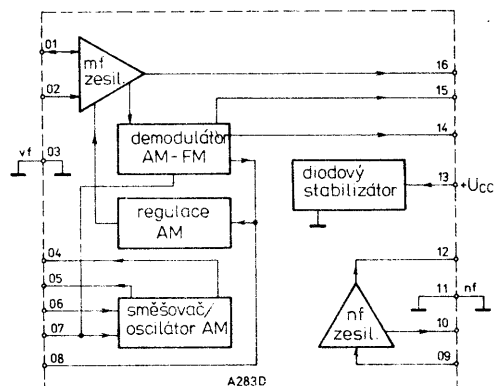 01
mf
zesil.
16
02
15
14
vf
03
demodulátor
AM-FM
diodový
stabilizátor
13
+UCC
regulace
AM
04
12
05
11
nf
06
směšovač/
oscilátor AM
nf
zesil.
10
07
09
08
A283D